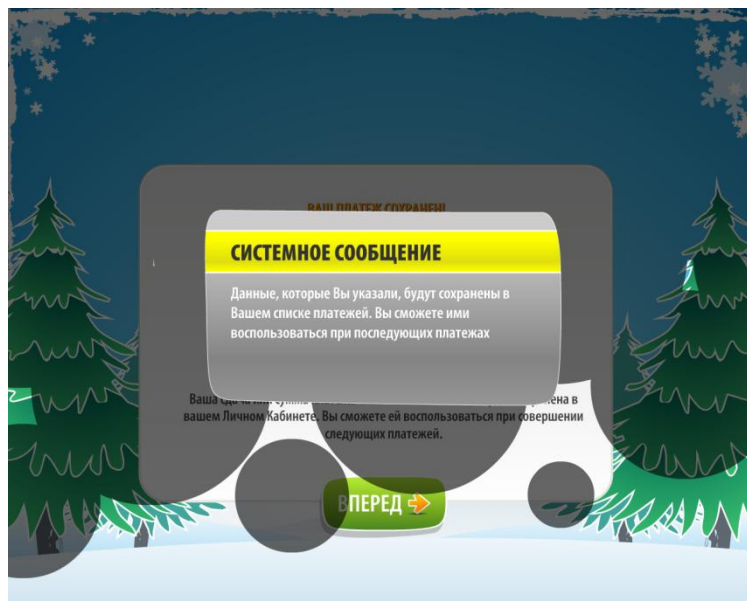 ВАШ ПЛАТЕЖ СОХРАНЕН!
СИСТЕМНОЕ СООБЩЕНИЕ
Данные, которые Вы указали, будут сохранены в
Вашем списке платежей. Вы сможете ими
воспользоваться при последующих платежах
Ваша
вашем Личном Кабинете. Вы сможете ей воспользоваться при совершении
следующих платежей.
ВПЕРЕД